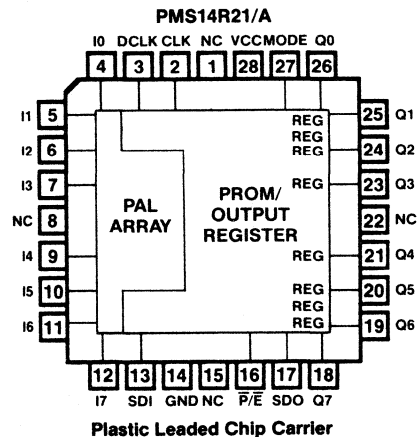 PMS14R21/A
I0 DCLK CLK NC VCC MODE Q0
4 3 2 1 28 27 26
I1 5 REG 25 Q1
REG
I2 6 REG 24 Q2
I3 7 REG 23 Q3
PAL ARRAY
PROM/ OUTPUT REGISTER
NC 8 22 NC
I4 9 REG 21 Q4
I5 10 REG 20 Q5
REG
I6 11 REG 19 Q6
12 13 14 15 16 17 18
I7 SDI GND NC P̅/E̅ SDO Q7
Plastic Leaded Chip Carrier